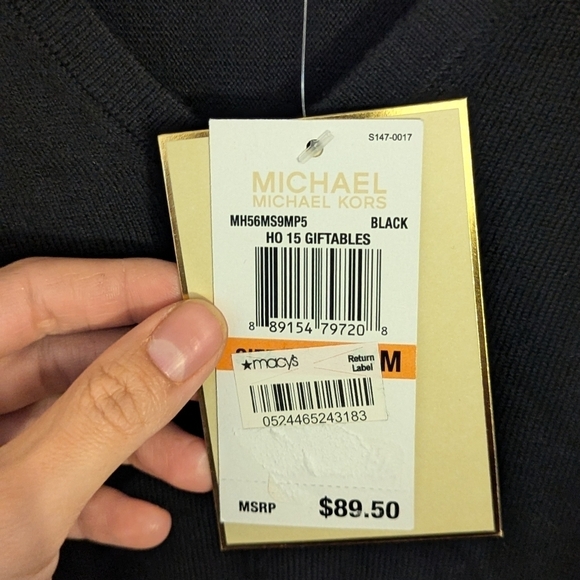 S147-0017
MICHAEL
MICHAEL KORS
MH56MS9MP5 BLACK
HO 15 GIFTABLES
8 89154 79720 8
M
★macy's Return Label
0524465243183
MSRP $89.50